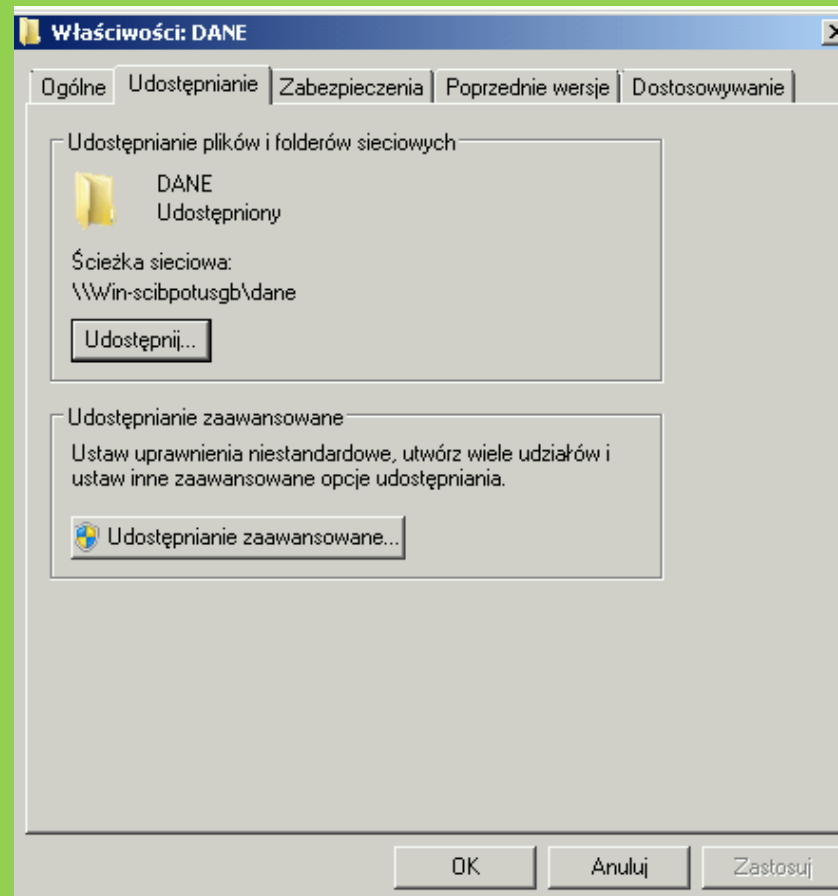 Właściwości: DANE
Ogólne Udostępnianie Zabezpieczenia Poprzednie wersje Dostosowywanie
Udostępnianie plików i folderów sieciowych
DANE
Udostępniony
Ścieżka sieciowa:
\\Win-scibpotusgb\dane
Udostępnij...
Udostępnianie zaawansowane
Ustaw uprawnienia niestandardowe, utwórz wiele udziałów i
ustaw inne zaawansowane opcje udostępniania.
Udostępnianie zaawansowane...
OK Anuluj Zastosuj